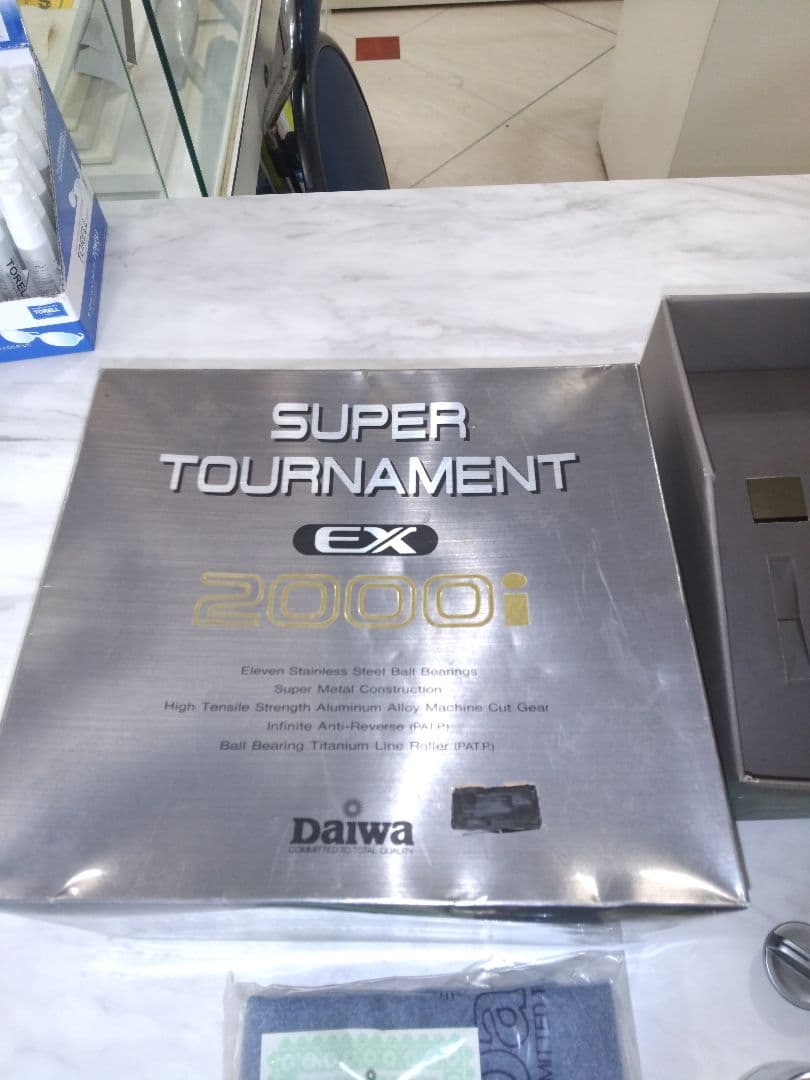 SUPER
TOURNAMENT
EX
2000i
Eleven Stainless Steel Ball Bearings
Super Metal Construction
High Tensile Strength Aluminum Alloy Machine Cut Gear
Infinite Anti-Reverse (PAT.P)
Ball Bearing Titanium Line Roller (PAT.P.)
Daiwa
COMMITTED TO TOTAL QUALITY
TORELL